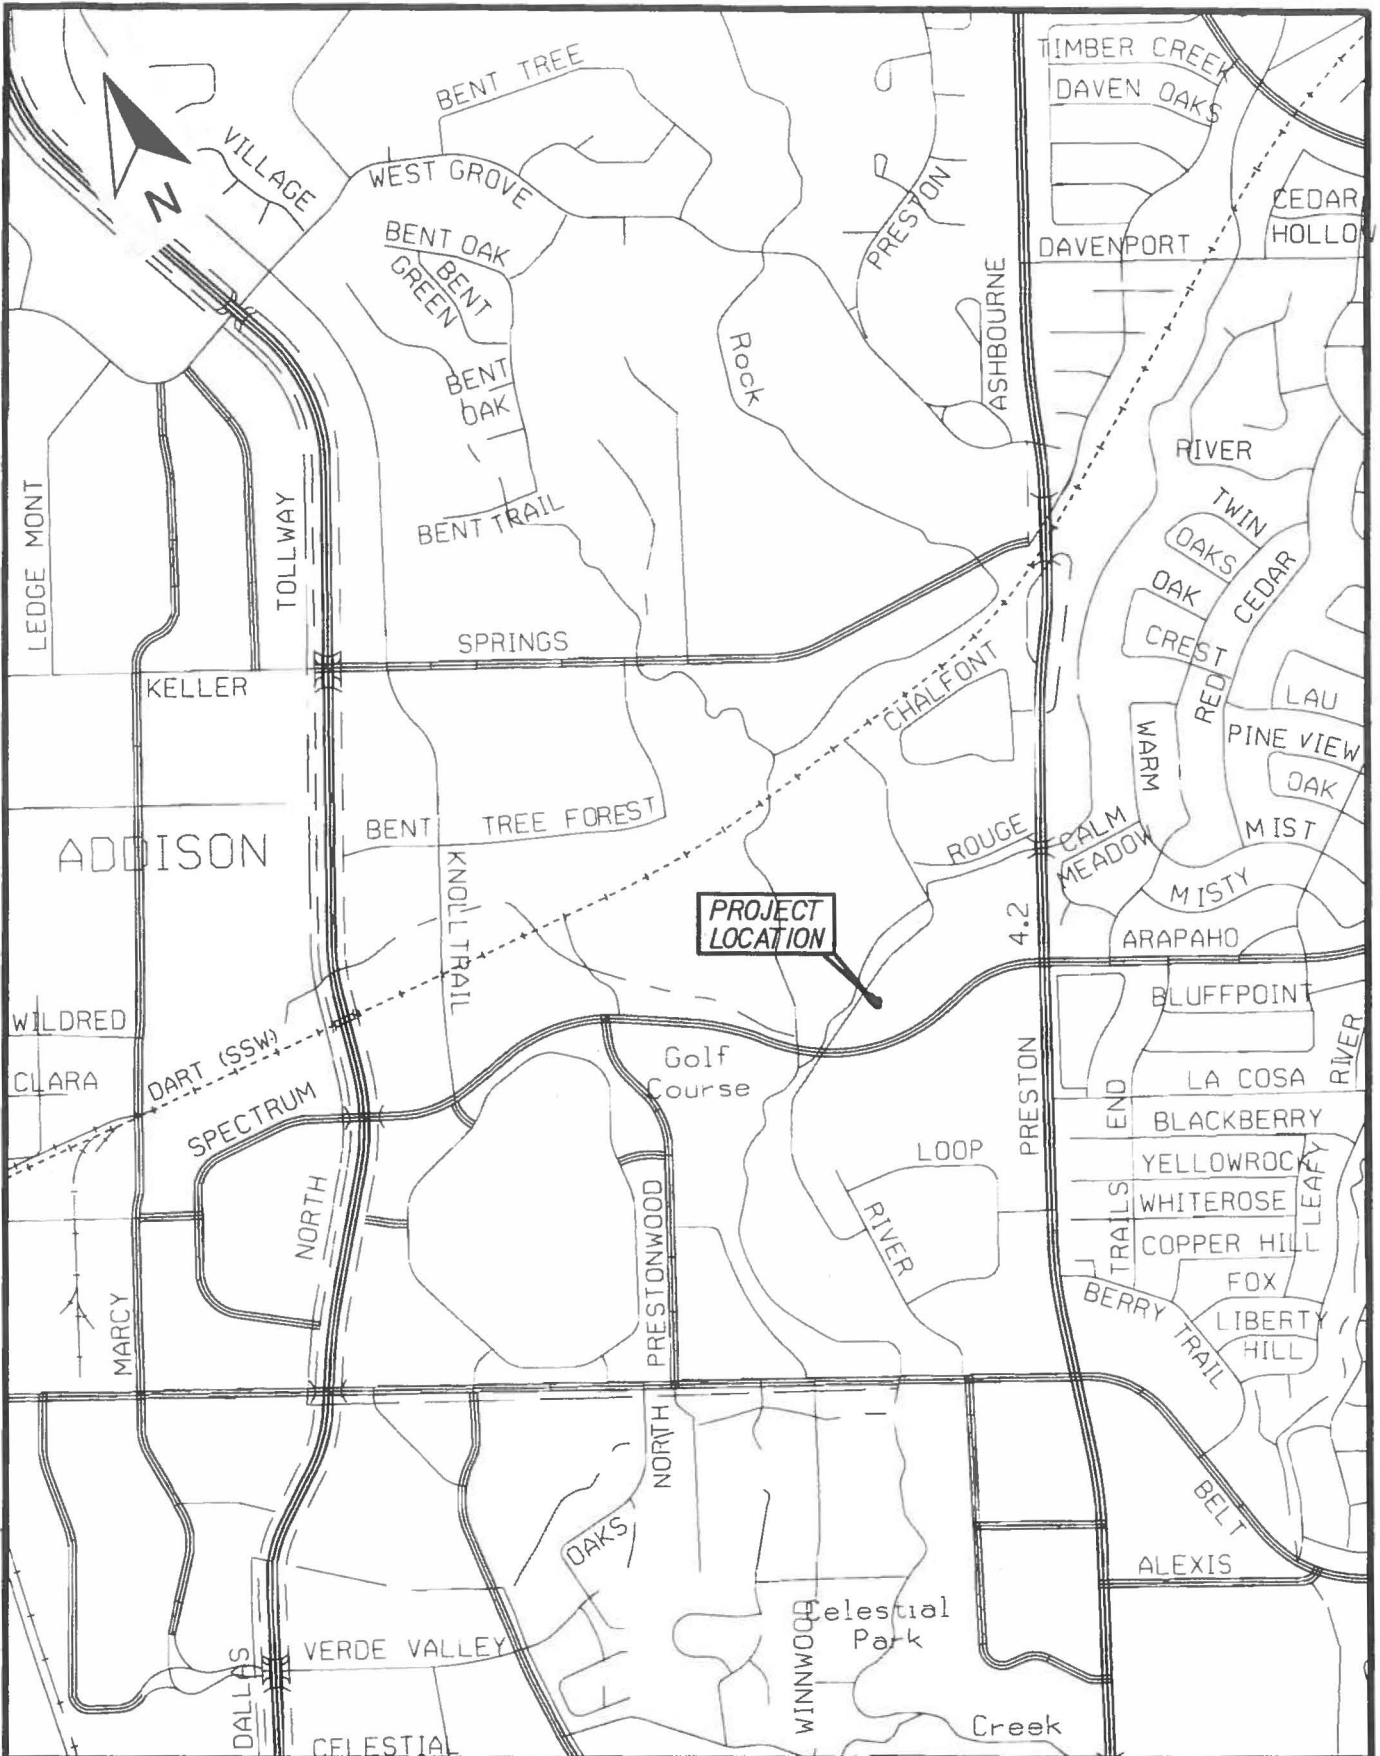 TIMBER CREEK
DAVEN OAKS
BENT TREE
VILLAGE
WEST GROVE
N
PRESTON
CEDAR
HOLLOW
DAVENPORT
BENT OAK
BENT
GREEN
ASHBOURNE
Rock
BENT
OAK
RIVER
TWIN
OAKS
LEDGE MONT
TOLLWAY
BENT TRAIL
OAK
CEDAR
CREST
RED
SPRINGS
KELLER
CHALFONT
LAU
WARM
PINE VIEW
OAK
BENT TREE FOREST
ADDISON
KNOLL TRAIL
ROUGE
CALM
MEADOW
MIST
MISTY
PROJECT
LOCATION
4.2
ARAPAHO
BLUFFPOINT
WILDRED
CLARA
DART (SSW)
SPECTRUM
Golf
Course
PRESTON
RIVER
LA COSA
END
BLACKBERRY
LOOP
YELLOWROCK
LEAFY
WHITEROSE
TRAILS
COPPER HILL
NORTH
PRESTONWOOD
RIVER
FOX
BERRY TRAIL
LIBERTY
HILL
MARCY
NORTH
BELT
OAKS
ALEXIS
Celestial
Park
WINNWOOD
VERDE VALLEY
DALLAS
Creek
CELESTIAL